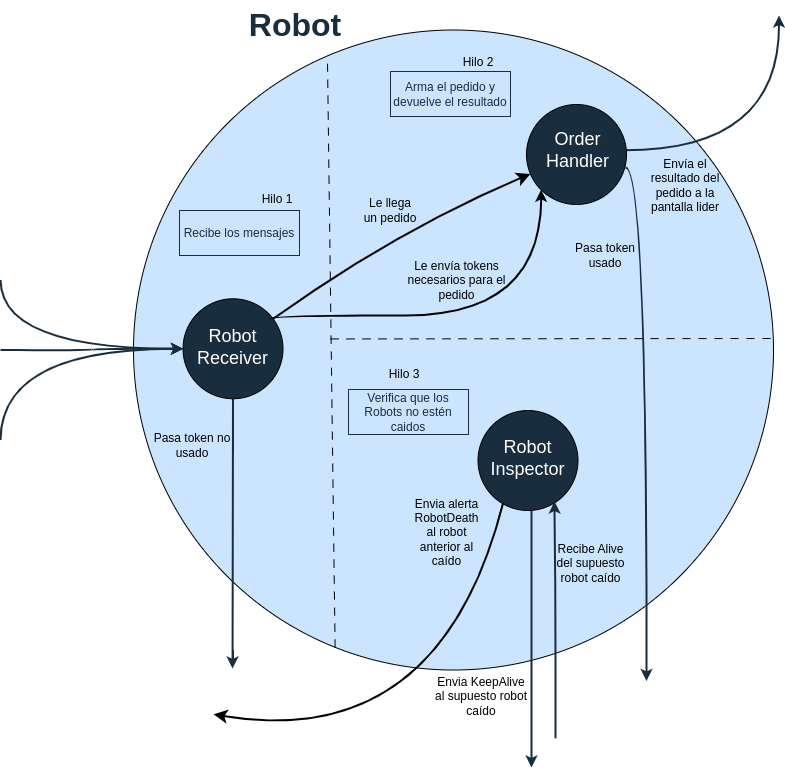 Robot
Hilo 2
Arma el pedido y
devuelve el resultado
Order
Handler
Envía el
resultado del
pedido a la
pantalla lider
Hilo 1
Recibe los mensajes
Le llega
un pedido
Pasa token
usado
Le envía tokens
necesarios para el
pedido
Robot
Receiver
Hilo 3
Verifica que los
Robots no estén
caidos
Pasa token no
usado
Robot
Inspector
Envia alerta
RobotDeath
al robot
anterior al
caído
Recibe Alive
del supuesto
robot caído
Envia KeepAlive
al supuesto robot
caído